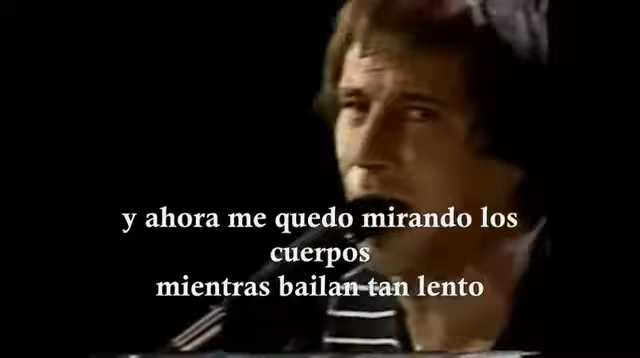 y ahora me quedo mirando los
cuerpos
mientras bailan tan lento